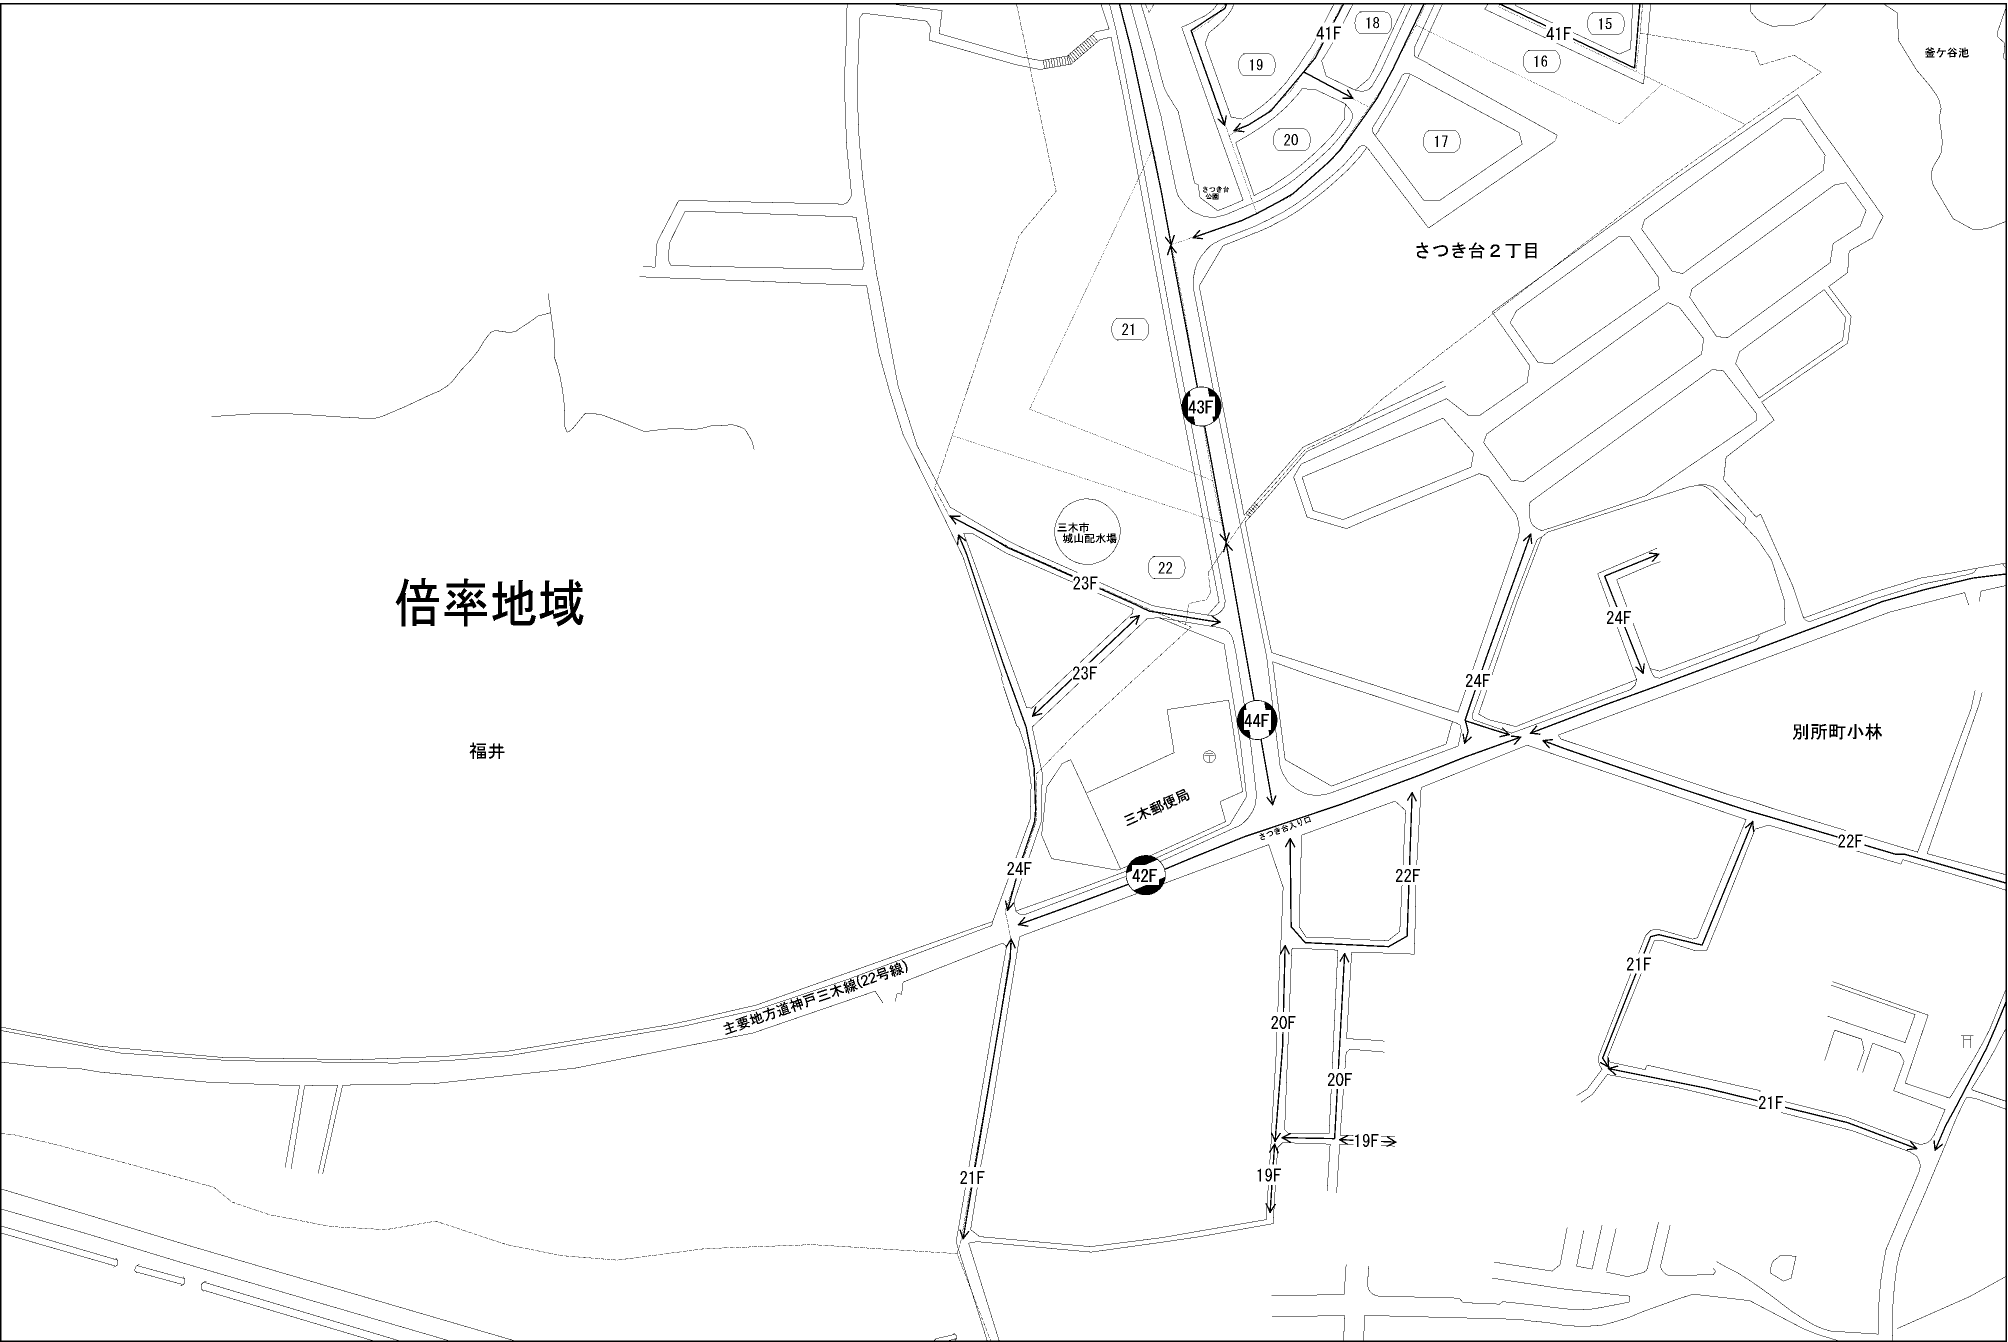 18
15
41F
41F
釜ケ谷池
16
19
20
17
さつき台
公園
さつき台２丁目
21
43F
三木市
城山配水場
22
23F
倍率地域
24F
23F
24F
44F
別所町小林
福井
〒
三木郵便局
さつき台入り口
22F
24F
42F
22F
21F
主要地方道神戸三木線(22号線)
20F
20F
21F
19F
19F
21F